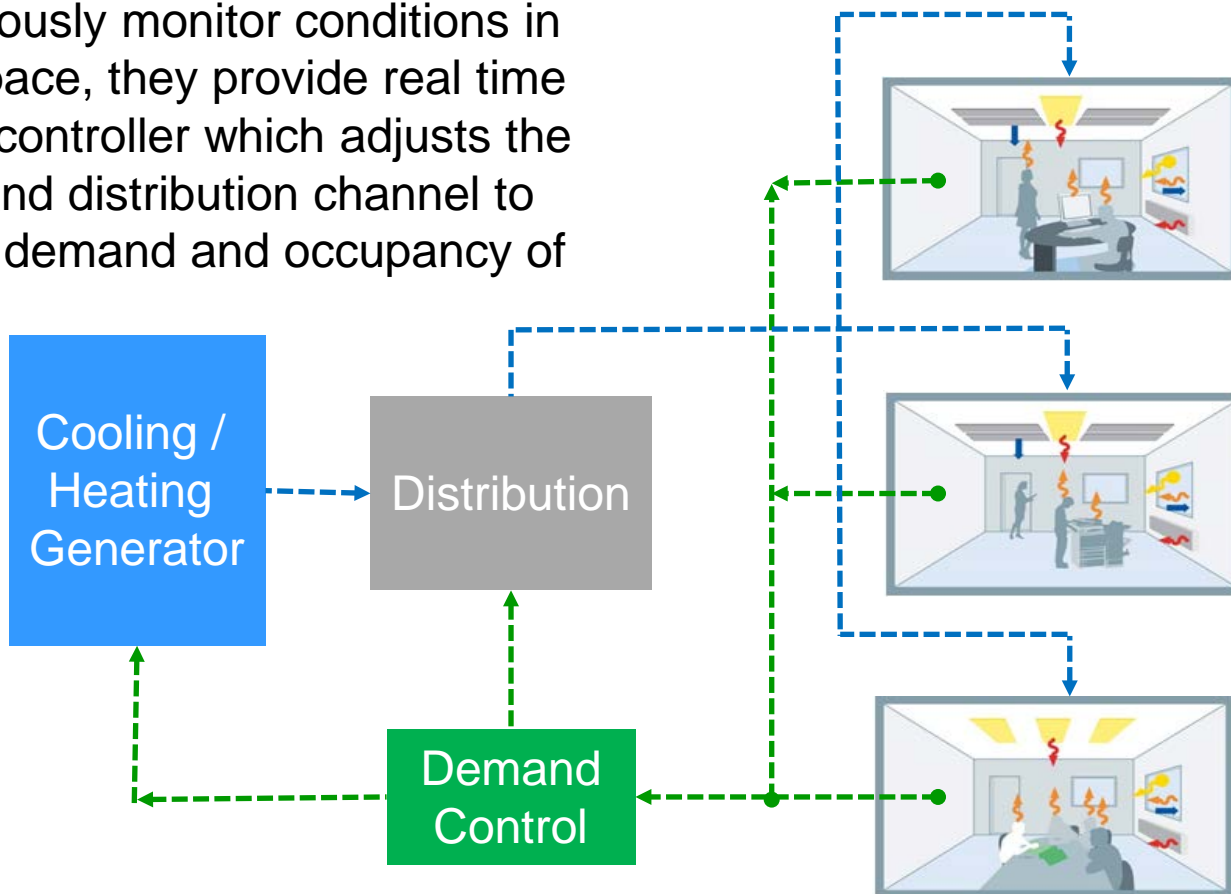 ously monitor conditions in
pace, they provide real time
controller which adjusts the
nd distribution channel to
demand and occupancy of
Cooling /
Heating
Generator
Distribution
Demand
Control